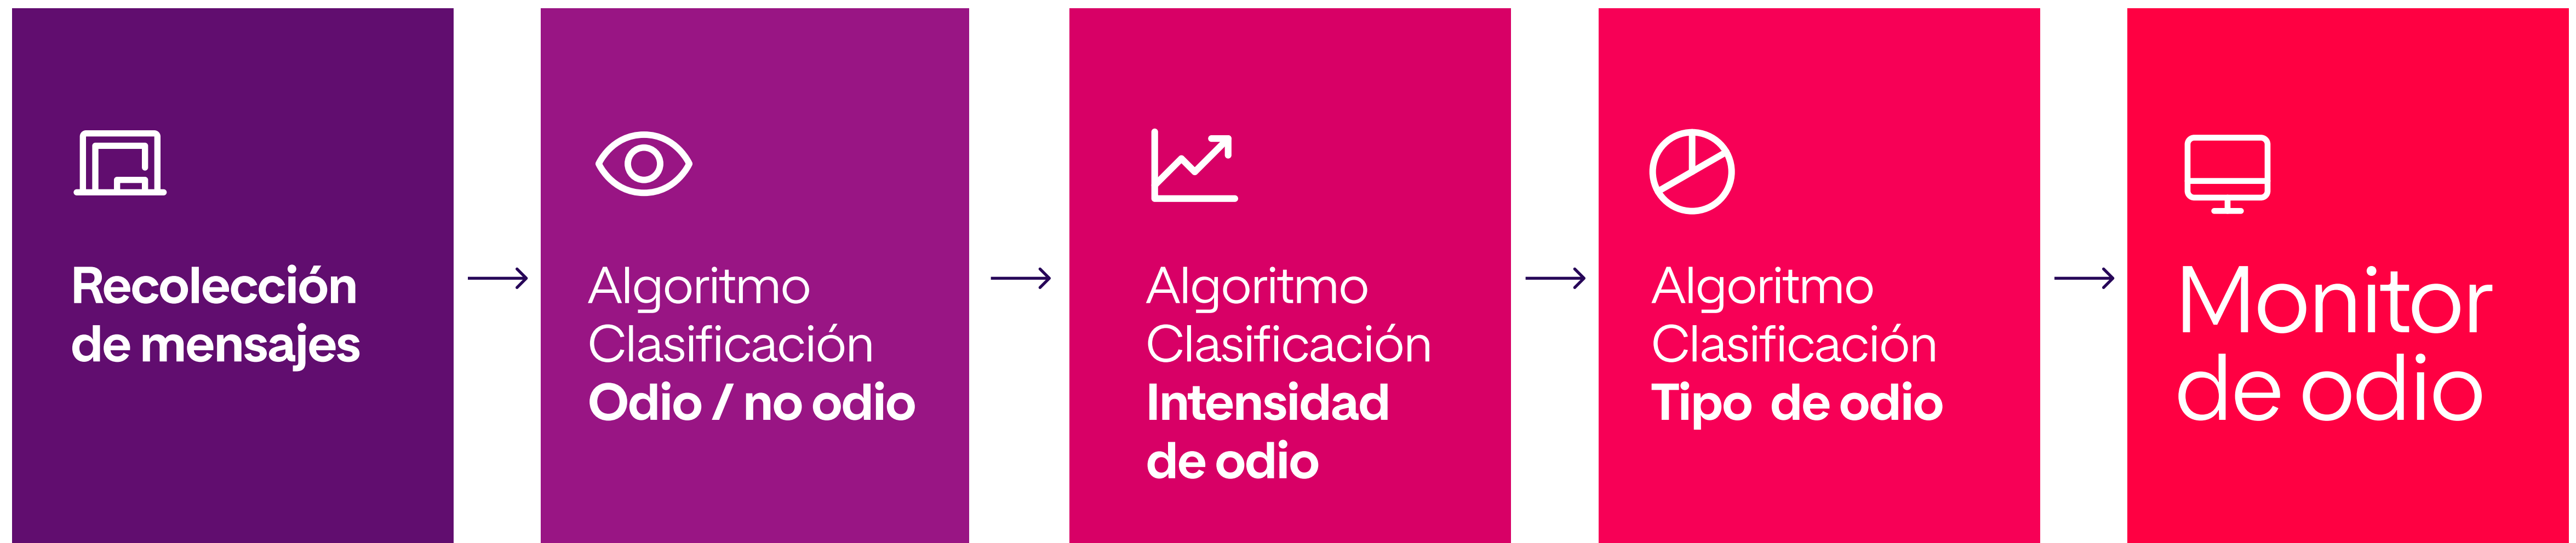 Recolección
de mensajes
Algoritmo
Clasificación
Odio / no odio
Algoritmo
Clasificación
Intensidad
de odio
Algoritmo
Clasificación
Tipo de odio
Monitor
de odio